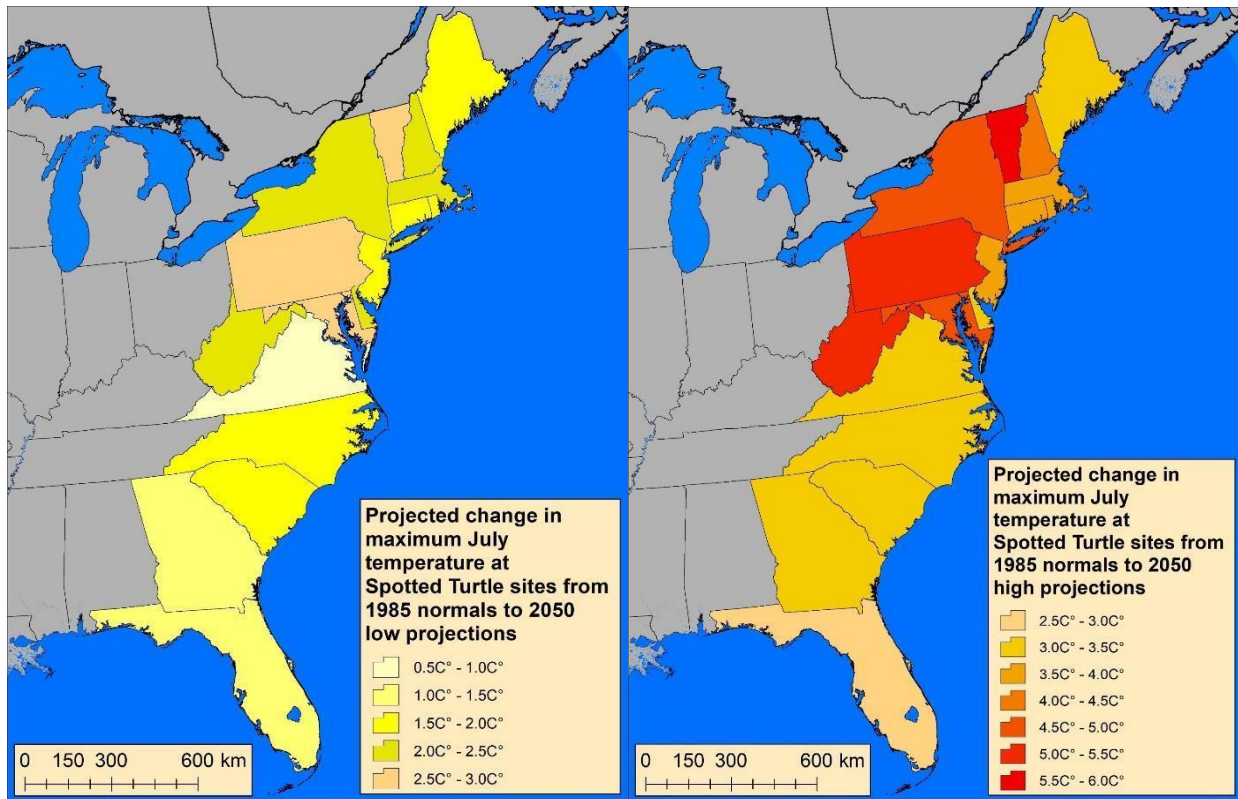 Projected change in
maximum July
temperature at
Spotted Turtle sites from
1985 normals to 2050
low projections
0.5C° - 1.0C°
1.0C° - 1.5C°
1.5C° - 2.0C°
2.0C° - 2.5C°
2.5C° - 3.0C°
0 150 300 600 km
Projected change in
maximum July
temperature at
Spotted Turtle sites from
1985 normals to 2050
high projections
2.5C° - 3.0C°
3.0C° - 3.5C°
3.5C° - 4.0C°
4.0C° - 4.5C°
4.5C° - 5.0C°
5.0C° - 5.5C°
5.5C° - 6.0C°
0 150 300 600 km